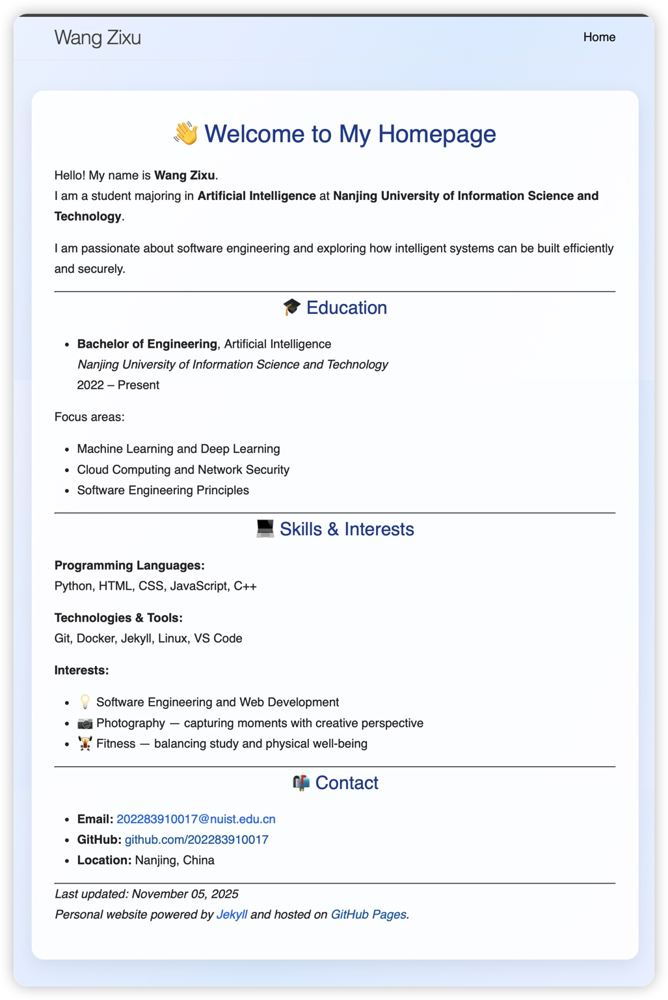 Wang Zixu
Home
👋 Welcome to My Homepage
Hello! My name is Wang Zixu.
I am a student majoring in Artificial Intelligence at Nanjing University of Information Science and
Technology.
I am passionate about software engineering and exploring how intelligent systems can be built efficiently
and securely.
🎓 Education
• Bachelor of Engineering, Artificial Intelligence
Nanjing University of Information Science and Technology
2022 – Present
Focus areas:
• Machine Learning and Deep Learning
• Cloud Computing and Network Security
• Software Engineering Principles
💻 Skills & Interests
Programming Languages:
Python, HTML, CSS, JavaScript, C++
Technologies & Tools:
Git, Docker, Jekyll, Linux, VS Code
Interests:
• 💡 Software Engineering and Web Development
• 📷 Photography — capturing moments with creative perspective
• 🏋️ Fitness — balancing study and physical well-being
📬 Contact
• Email: 202283910017@nuist.edu.cn
• GitHub: github.com/202283910017
• Location: Nanjing, China
Last updated: November 05, 2025
Personal website powered by Jekyll and hosted on GitHub Pages.